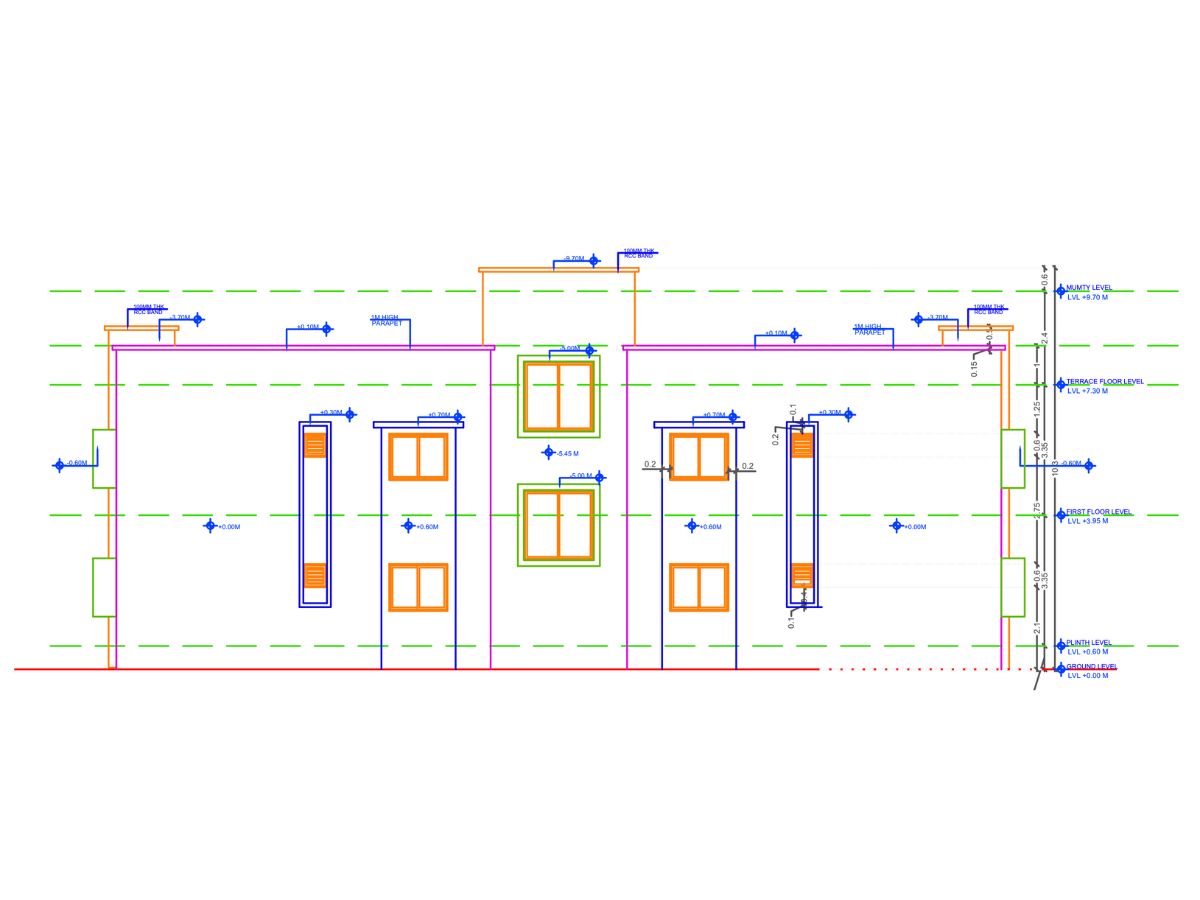 -9.70M
100MM THK
RCC BAND
0.6
MUMTY LEVEL
LVL +9.70 M
100MM THK
RCC BAND
-3.70M
+0.10M
1M HIGH
PARAPET
+0.10M
1M HIGH
PARAPET
-3.70M
100MM THK
RCC BAND
2.4
-5.00M
0.15
1
TERRACE FLOOR LEVEL
LVL +7.30 M
+0.30M
+0.70M
+0.70M
0.1
+0.30M
1.25
0.2
0.6
3.35
-5.45 M
-0.60M
0.2
0.2
-0.60M
10.3
-5.00 M
2.75
FIRST FLOOR LEVEL
LVL +3.95 M
+0.00M
+0.60M
+0.60M
+0.00M
0.6
3.35
0.1
2.1
PLINTH LEVEL
LVL +0.60 M
GROUND LEVEL
LVL +0.00 M